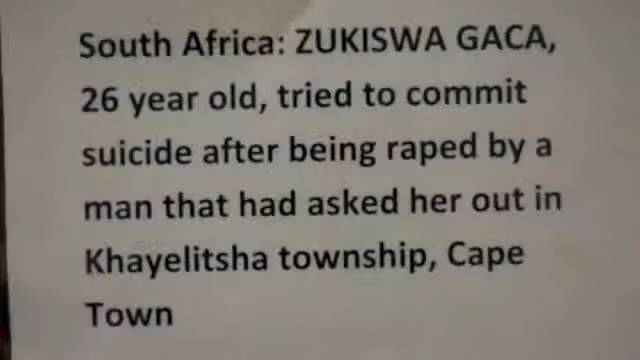 South Africa: ZUKISWA GACA,
26 year old, tried to commit
suicide after being raped by a
man that had asked her out in
Khayelitsha township, Cape
Town